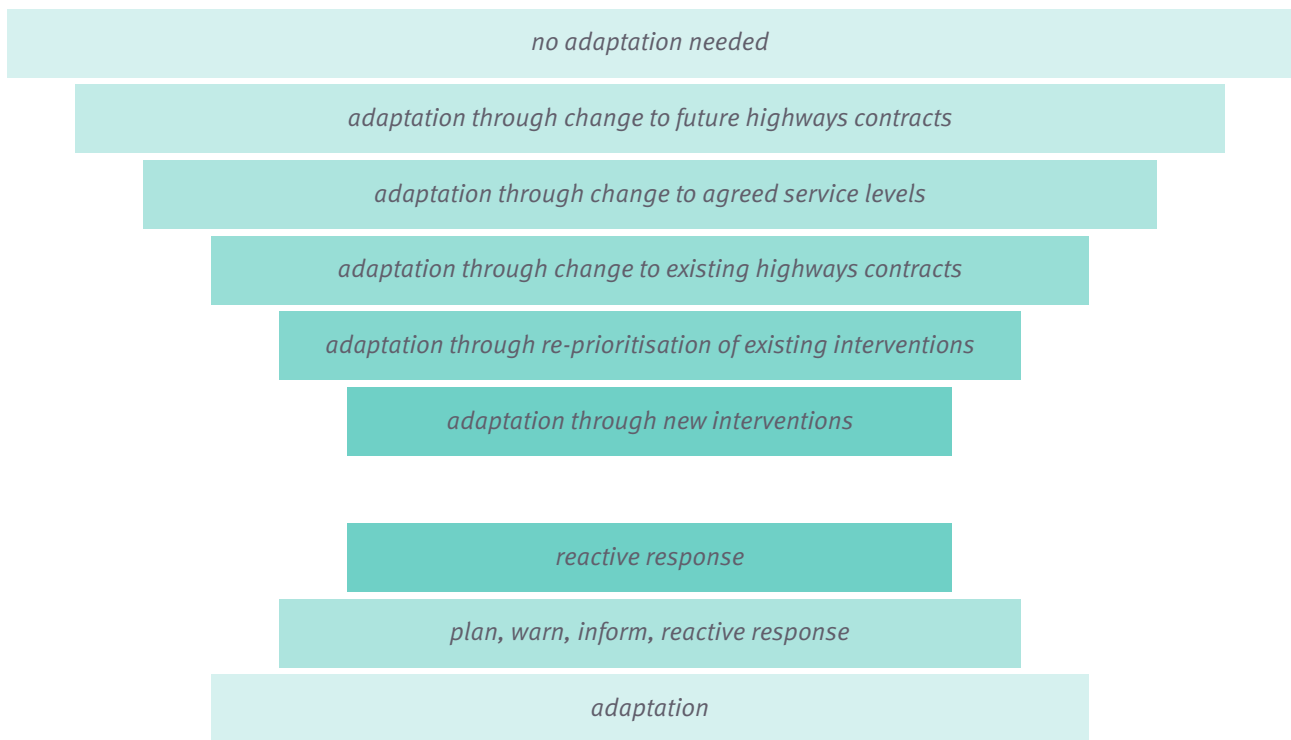 no adaptation needed
adaptation through change to future highways contracts
adaptation through change to agreed service levels
adaptation through change to existing highways contracts
adaptation through re-prioritisation of existing interventions
adaptation through new interventions
reactive response
plan, warn, inform, reactive response
adaptation